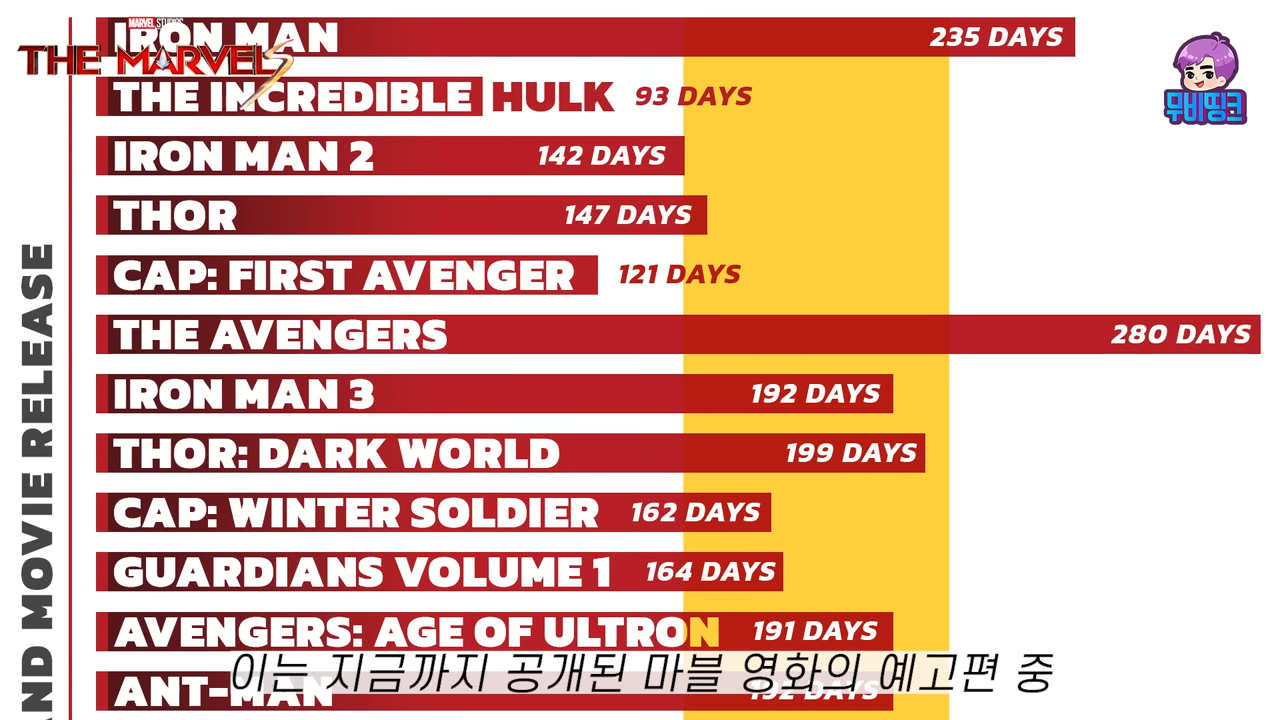 MARVEL STUDIOS
THE MARVELS
무비띵크
AND MOVIE RELEASE
IRON MAN 235 DAYS
THE INCREDIBLE HULK 93 DAYS
IRON MAN 2 142 DAYS
THOR 147 DAYS
CAP: FIRST AVENGER 121 DAYS
THE AVENGERS 280 DAYS
IRON MAN 3 192 DAYS
THOR: DARK WORLD 199 DAYS
CAP: WINTER SOLDIER 162 DAYS
GUARDIANS VOLUME 1 164 DAYS
AVENGERS: AGE OF ULTRON 191 DAYS
ANT-MAN 192 DAYS
이는 지금까지 공개된 마블 영화의 예고편 중